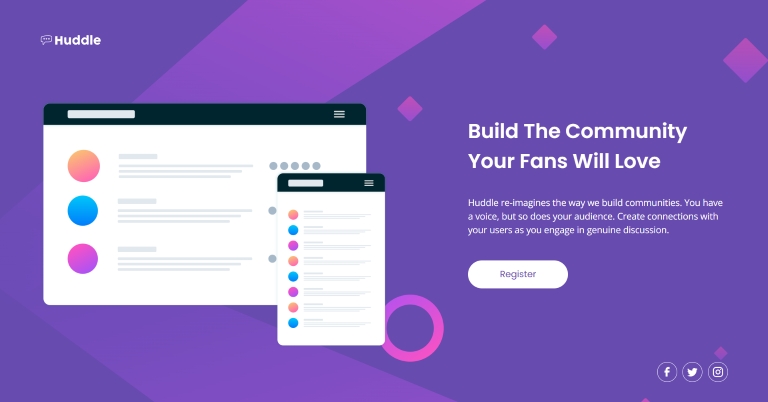 Huddle
Build The Community
Your Fans Will Love
Huddle re-imagines the way we build communities. You have
a voice, but so does your audience. Create connections with
your users as you engage in genuine discussion.
Register